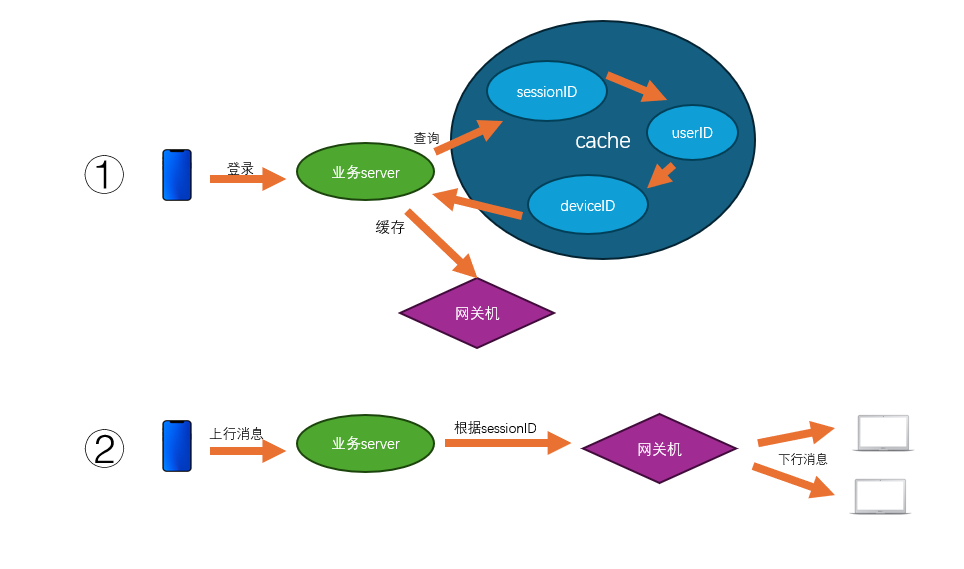 ①
登录
业务server
查询
sessionID
cache
userID
deviceID
缓存
网关机
②
上行消息
业务server
根据sessionID
网关机
下行消息